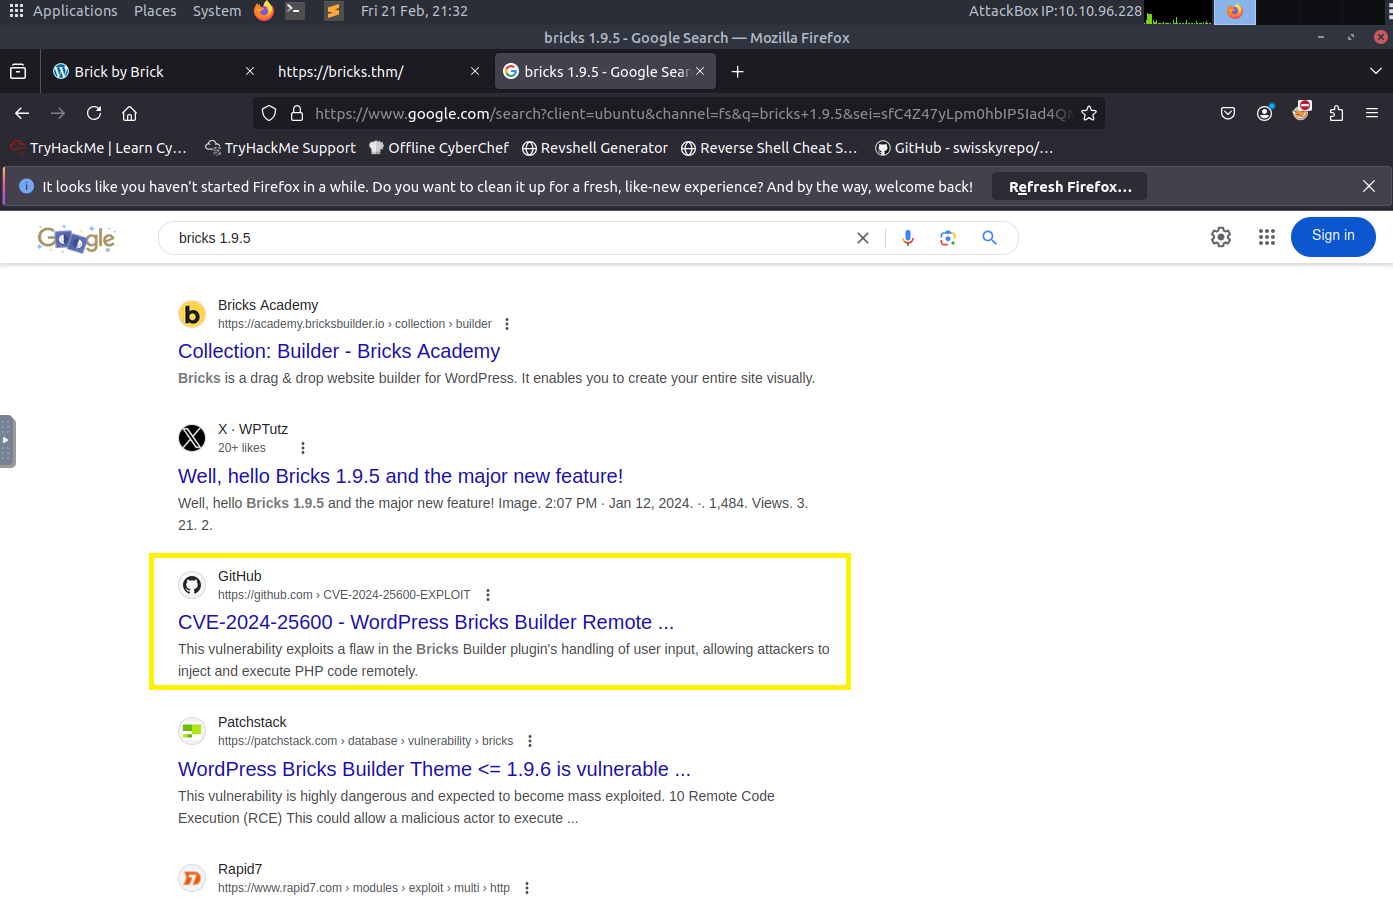 Applications Places System Fri 21 Feb, 21:32 AttackBox IP:10.10.96.228
bricks 1.9.5 - Google Search — Mozilla Firefox
Brick by Brick https://bricks.thm/ bricks 1.9.5 - Google Sear
https://www.google.com/search?client=ubuntu&channel=fs&q=bricks+1.9.5&sei=sfC4Z47yLpm0hbIP5Iad4QM
TryHackMe | Learn Cy... TryHackMe Support Offline CyberChef Revshell Generator Reverse Shell Cheat S... GitHub - swisskyrepo/...
It looks like you haven't started Firefox in a while. Do you want to clean it up for a fresh, like-new experience? And by the way, welcome back! Refresh Firefox...
Google bricks 1.9.5 Sign in
Bricks Academy
https://academy.bricksbuilder.io › collection › builder
Collection: Builder - Bricks Academy
Bricks is a drag & drop website builder for WordPress. It enables you to create your entire site visually.
X · WPTutz
20+ likes
Well, hello Bricks 1.9.5 and the major new feature!
Well, hello Bricks 1.9.5 and the major new feature! Image. 2:07 PM · Jan 12, 2024. ·. 1,484. Views. 3.
21. 2.
GitHub
https://github.com › CVE-2024-25600-EXPLOIT
CVE-2024-25600 - WordPress Bricks Builder Remote ...
This vulnerability exploits a flaw in the Bricks Builder plugin's handling of user input, allowing attackers to
inject and execute PHP code remotely.
Patchstack
https://patchstack.com › database › vulnerability › bricks
WordPress Bricks Builder Theme <= 1.9.6 is vulnerable ...
This vulnerability is highly dangerous and expected to become mass exploited. 10 Remote Code
Execution (RCE) This could allow a malicious actor to execute ...
Rapid7
https://www.rapid7.com › modules › exploit › multi › http